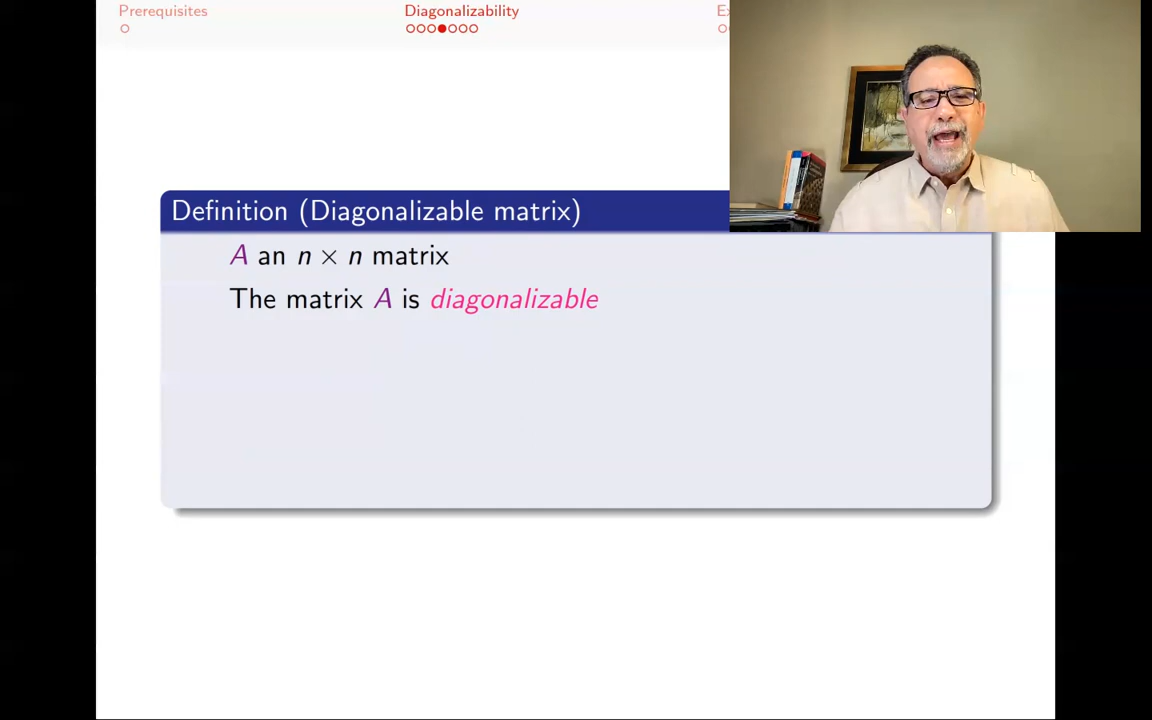 Prerequisites
Diagonalizability
Definition (Diagonalizable matrix)
A an n × n matrix
The matrix A is diagonalizable